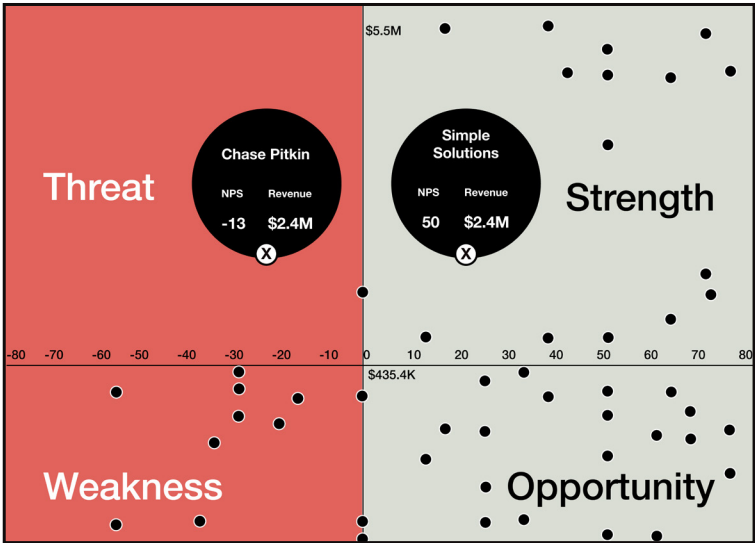 $5.5M
Chase Pitkin
NPS Revenue
-13 $2.4M
X
Simple
Solutions
NPS Revenue
50 $2.4M
X
Threat
Strength
-80 -70 -60 -50 -40 -30 -20 -10 0 10 20 30 40 50 60 70 80
$435.4K
Weakness
Opportunity